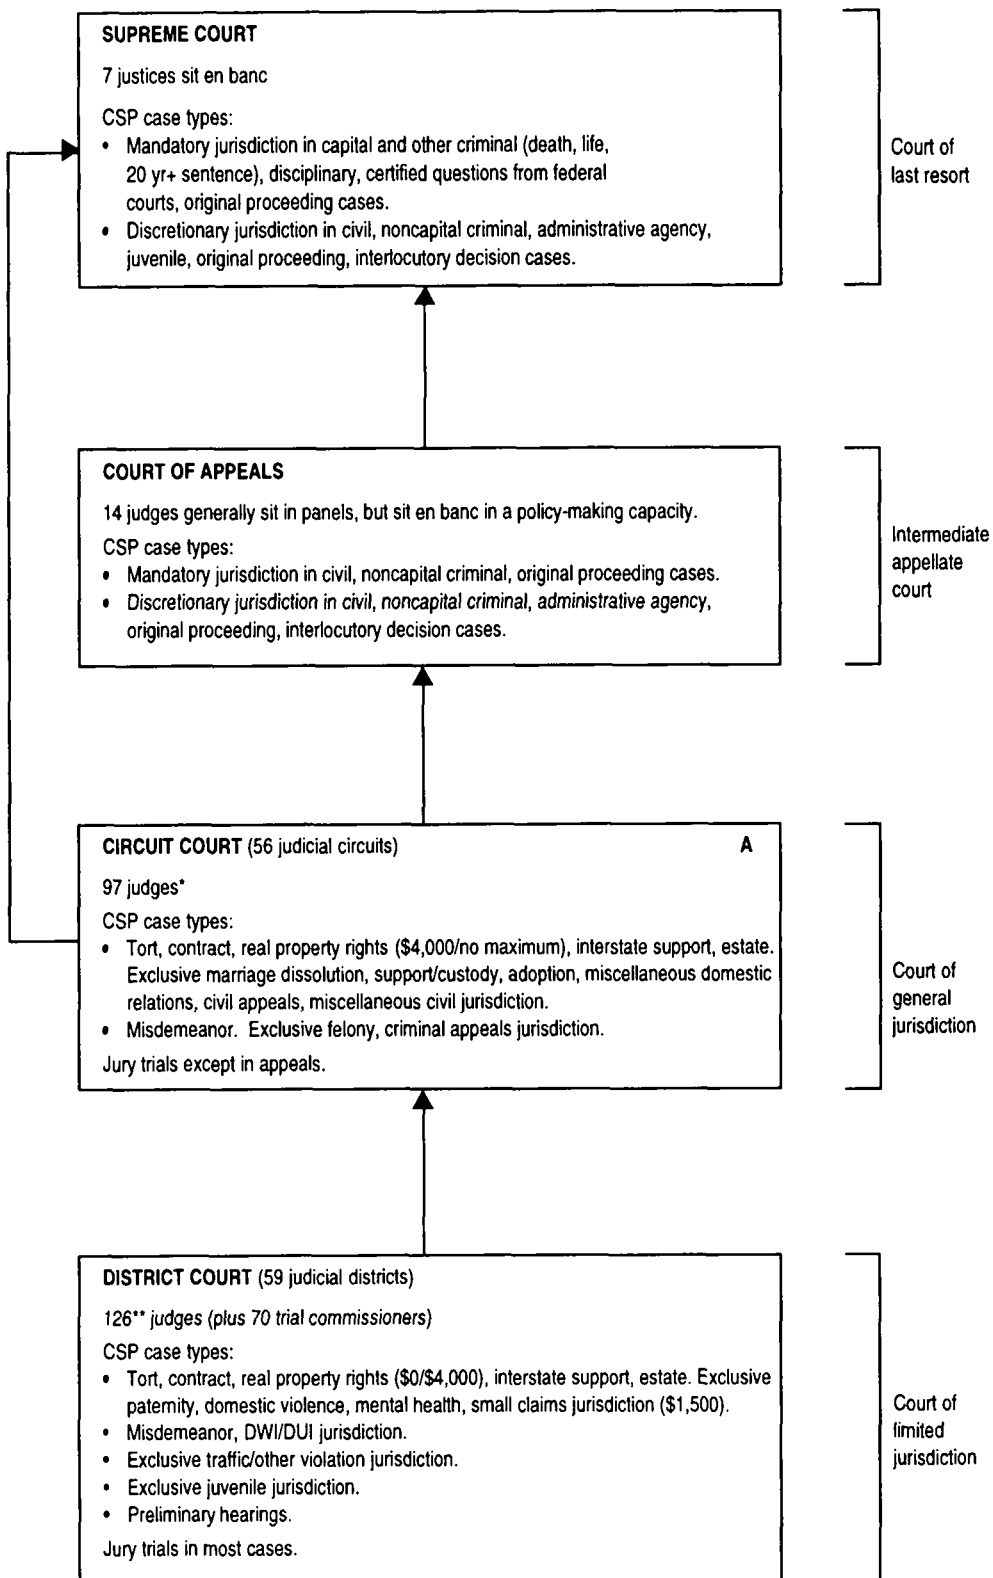 SUPREME COURT
7 justices sit en banc
CSP case types:
• Mandatory jurisdiction in capital and other criminal (death, life,
20 yr+ sentence), disciplinary, certified questions from federal
courts, original proceeding cases.
• Discretionary jurisdiction in civil, noncapital criminal, administrative agency,
juvenile, original proceeding, interlocutory decision cases.
Court of
last resort
COURT OF APPEALS
14 judges generally sit in panels, but sit en banc in a policy-making capacity.
CSP case types:
• Mandatory jurisdiction in civil, noncapital criminal, original proceeding cases.
• Discretionary jurisdiction in civil, noncapital criminal, administrative agency,
original proceeding, interlocutory decision cases.
Intermediate
appellate
court
CIRCUIT COURT (56 judicial circuits) A
97 judges*
CSP case types:
• Tort, contract, real property rights ($4,000/no maximum), interstate support, estate.
Exclusive marriage dissolution, support/custody, adoption, miscellaneous domestic
relations, civil appeals, miscellaneous civil jurisdiction.
• Misdemeanor. Exclusive felony, criminal appeals jurisdiction.
Jury trials except in appeals.
Court of
general
jurisdiction
DISTRICT COURT (59 judicial districts)
126** judges (plus 70 trial commissioners)
CSP case types:
• Tort, contract, real property rights ($0/$4,000), interstate support, estate. Exclusive
paternity, domestic violence, mental health, small claims jurisdiction ($1,500).
• Misdemeanor, DWI/DUI jurisdiction.
• Exclusive traffic/other violation jurisdiction.
• Exclusive juvenile jurisdiction.
• Preliminary hearings.
Jury trials in most cases.
Court of
limited
jurisdiction